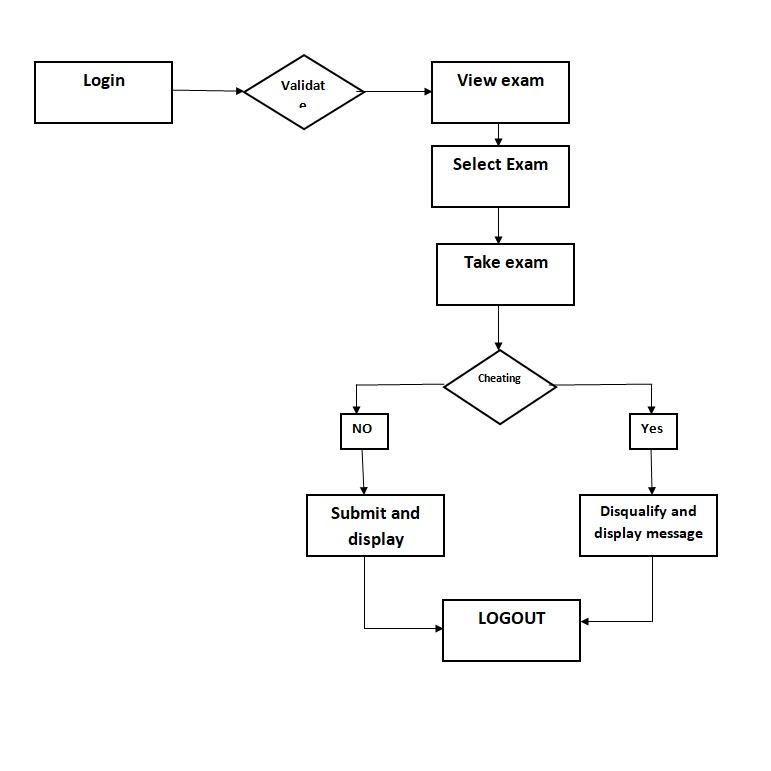 Login
Validat
e
View exam
Select Exam
Take exam
Cheating
NO
Yes
Submit and
display
Disqualify and
display message
LOGOUT